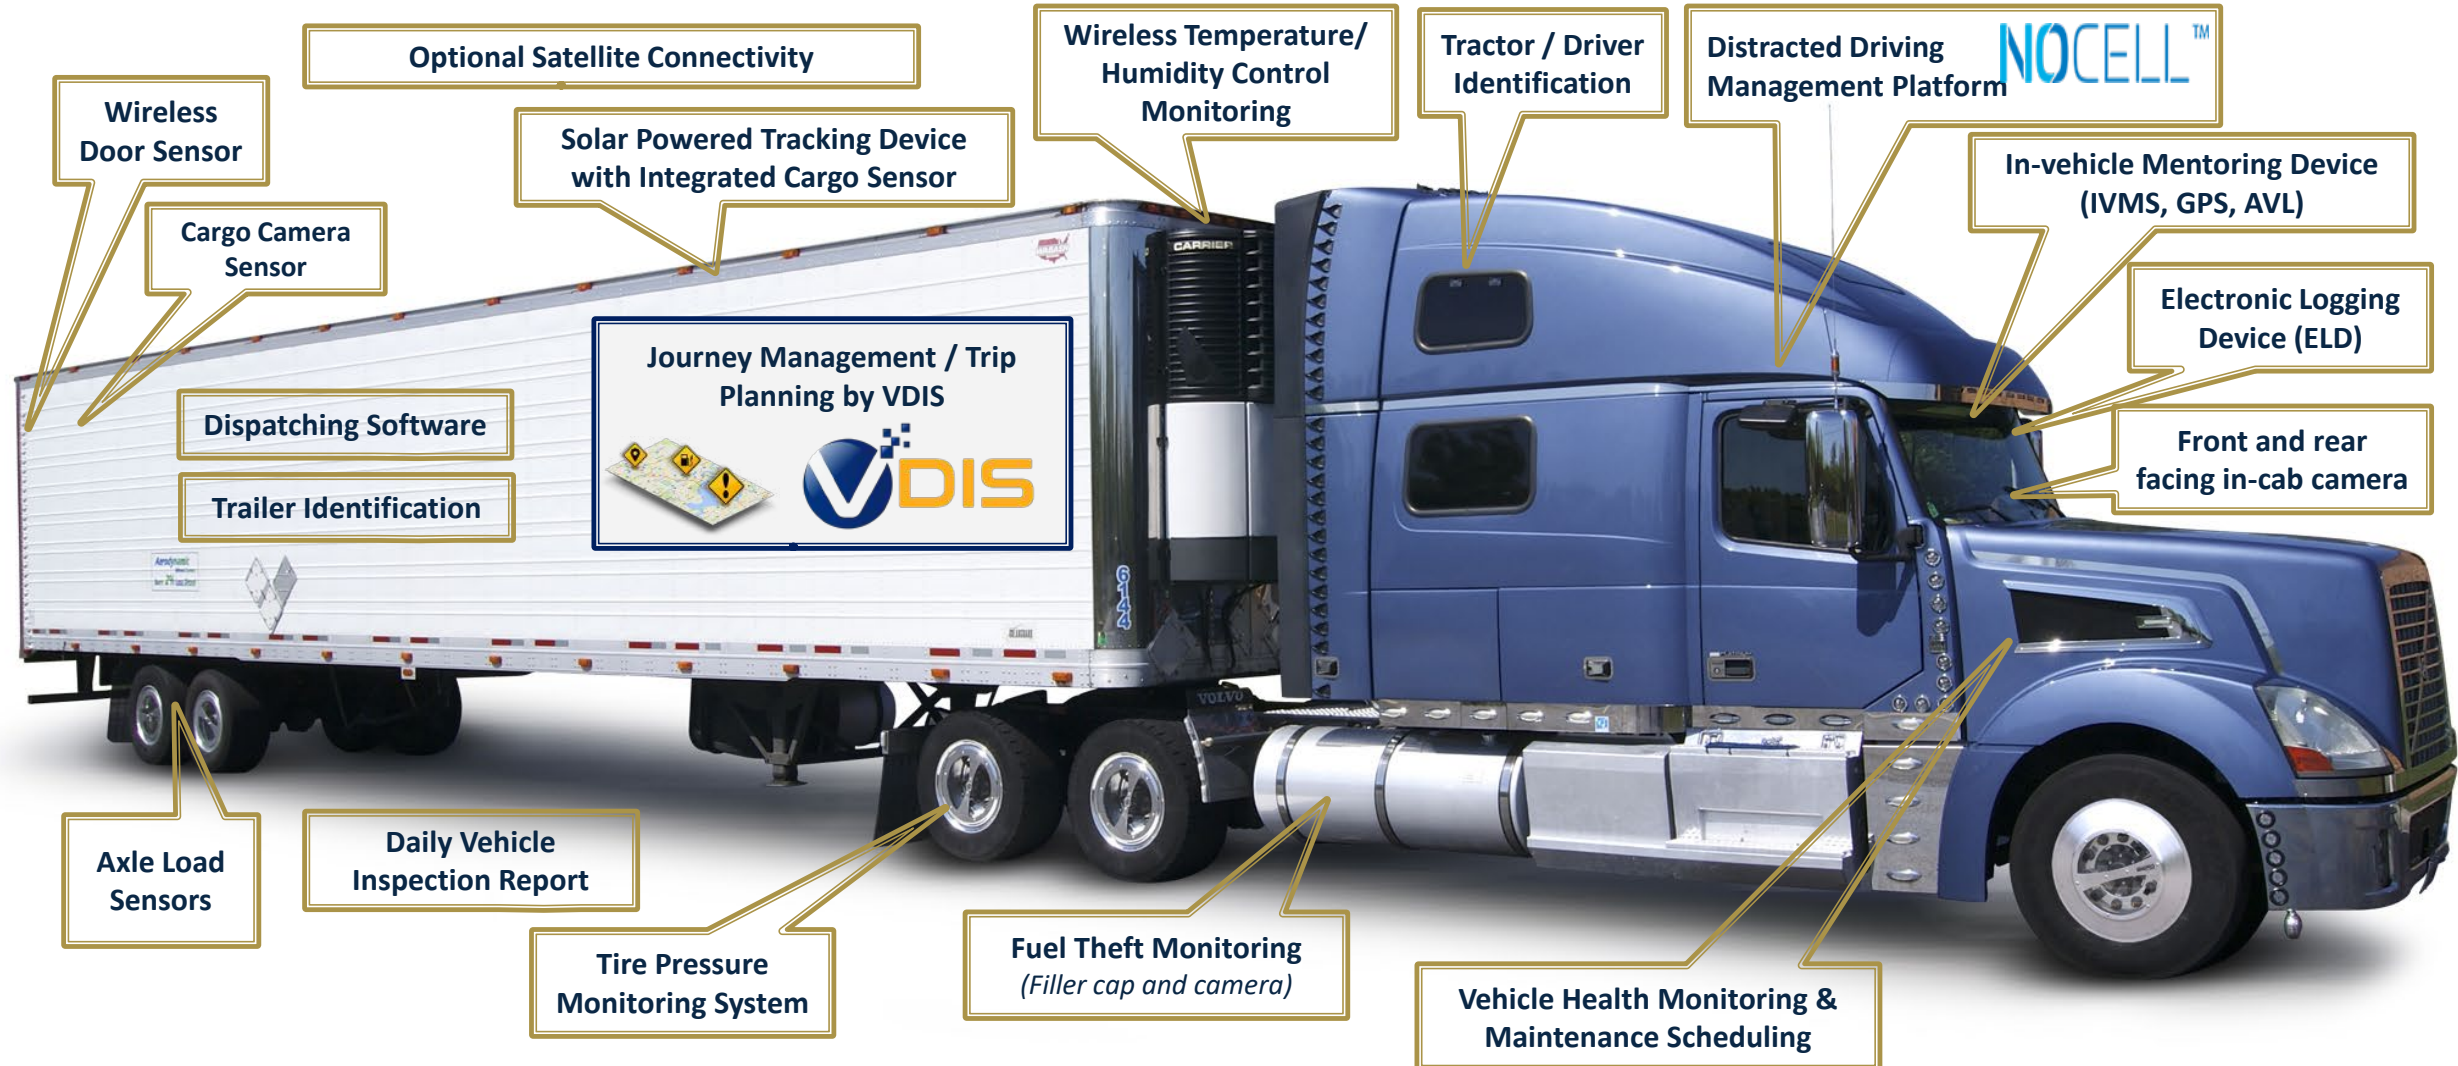 Optional Satellite Connectivity
Wireless
Door Sensor
Cargo Camera
Sensor
Solar Powered Tracking Device
with Integrated Cargo Sensor
Wireless Temperature/
Humidity Control
Monitoring
Tractor / Driver
Identification
Distracted Driving
Management Platform
NOCELL™
In-vehicle Mentoring Device
(IVMS, GPS, AVL)
Electronic Logging
Device (ELD)
Front and rear
facing in-cab camera
CARRIER
Journey Management / Trip
Planning by VDIS
VDIS
Dispatching Software
Trailer Identification
6144
VOLVO
Axle Load
Sensors
Daily Vehicle
Inspection Report
Tire Pressure
Monitoring System
Fuel Theft Monitoring
(Filler cap and camera)
Vehicle Health Monitoring &
Maintenance Scheduling